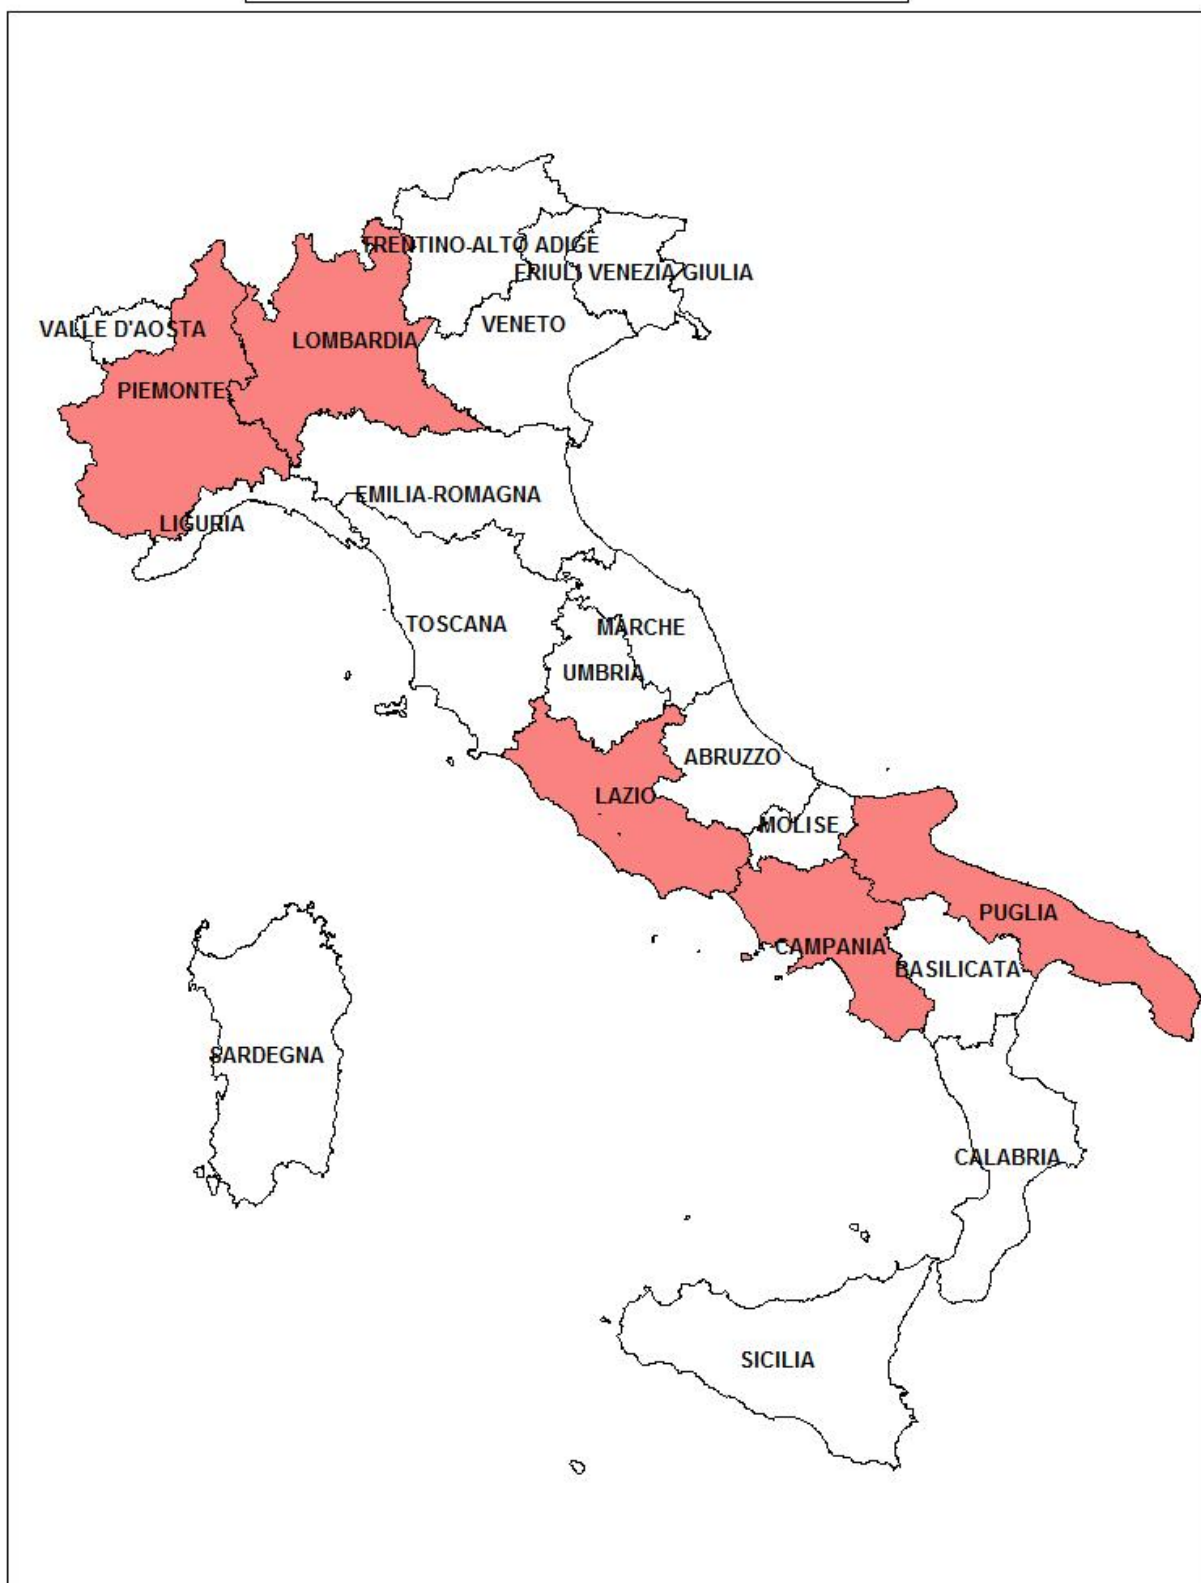 TRENTINO-ALTO ADIGE
FRIULI VENEZIA GIULIA
VALLE D'AOSTA
VENETO
LOMBARDIA
PIEMONTE
EMILIA-ROMAGNA
LIGURIA
TOSCANA
MARCHE
UMBRIA
ABRUZZO
LAZIO
MOLISE
PUGLIA
CAMPANIA
BASILICATA
SARDEGNA
CALABRIA
SICILIA